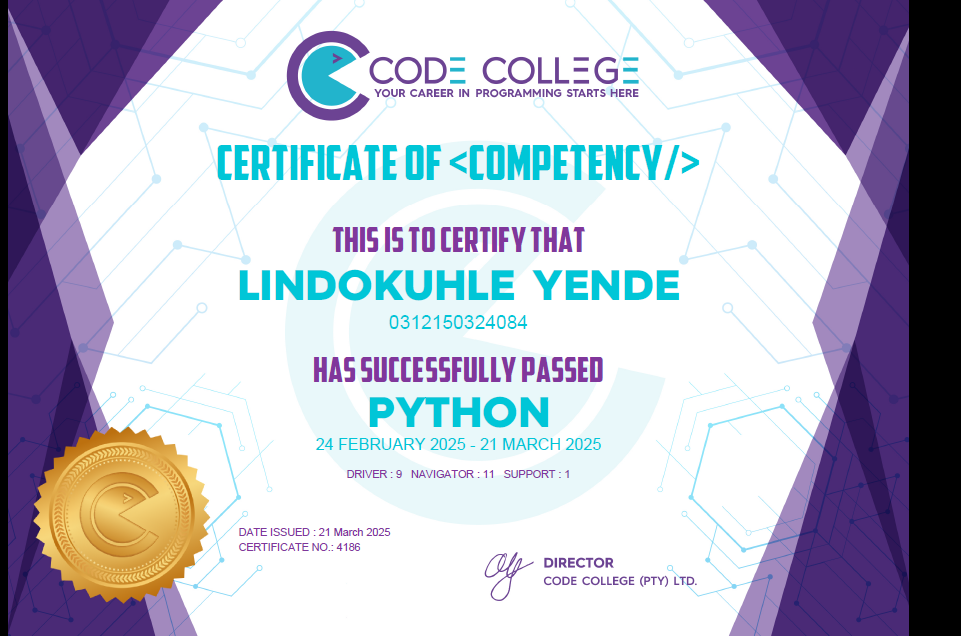 CODE COLLEGE
YOUR CAREER IN PROGRAMMING STARTS HERE
CERTIFICATE OF <COMPETENCY/>
THIS IS TO CERTIFY THAT
LINDOKUHLE YENDE
0312150324084
HAS SUCCESSFULLY PASSED
PYTHON
24 FEBRUARY 2025 - 21 MARCH 2025
DRIVER : 9 NAVIGATOR : 11 SUPPORT : 1
DATE ISSUED : 21 March 2025
CERTIFICATE NO.: 4186
DIRECTOR
CODE COLLEGE (PTY) LTD.